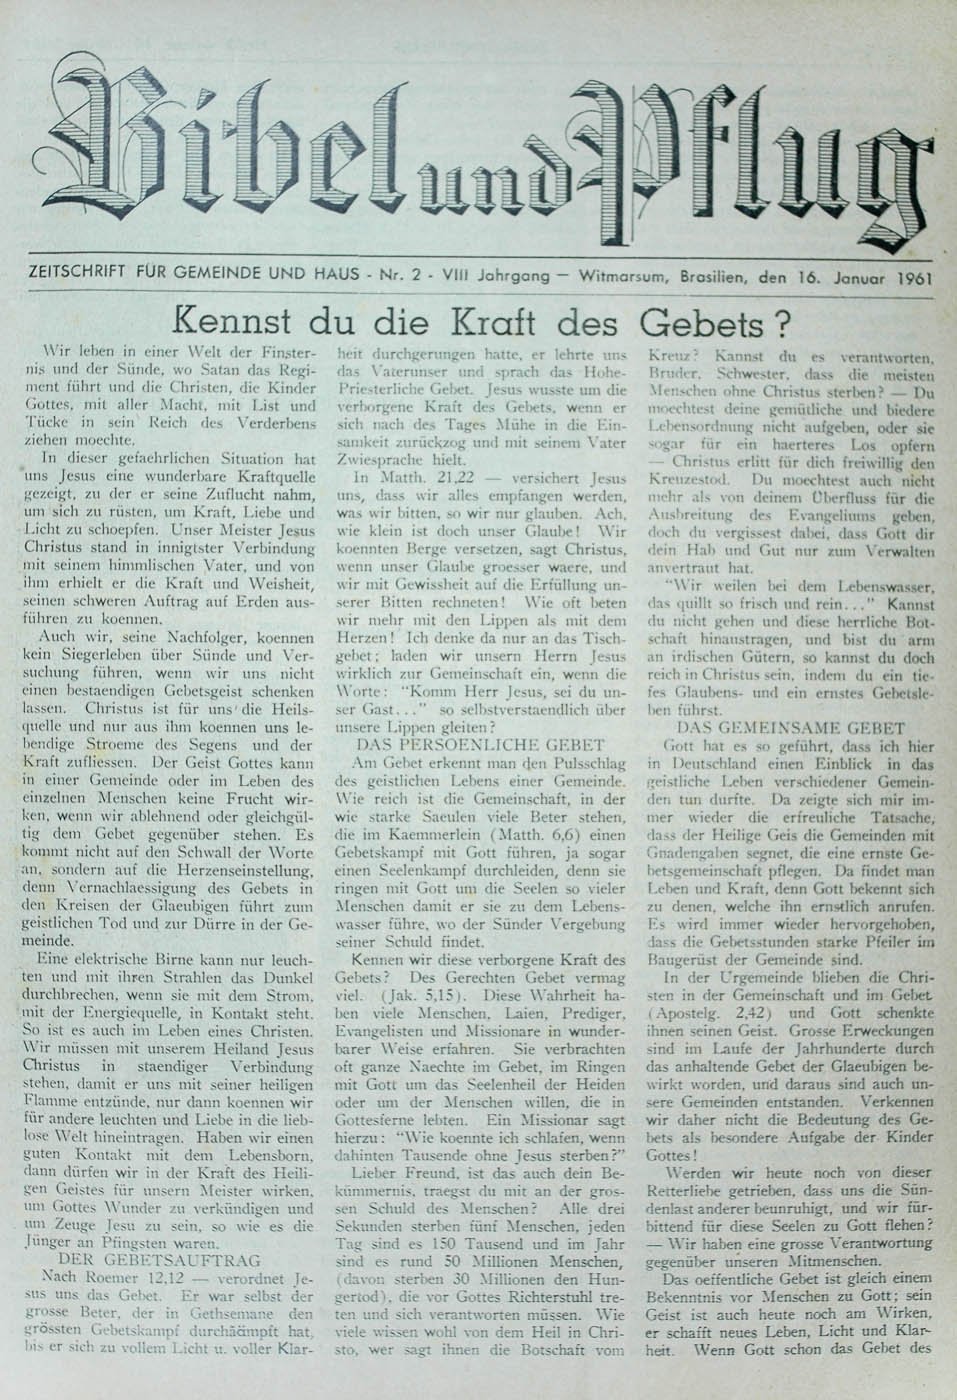 Bibel und Pflug
ZEITSCHRIFT FÜR GEMEINDE UND HAUS - Nr. 2 - VIII Jahrgang — Witmarsum, Brasilien, den 16. Januar 1961
Kennst du die Kraft des Gebets?
Wir leben in einer Welt der Finster-
nis und der Sünde, wo Satan das Regi-
ment führt und die Christen, die Kinder
Gottes, mit aller Macht, mit List und
Tücke in sein Reich des Verderbens
ziehen moechte.
In dieser gefaehrlichen Situation hat
uns Jesus eine wunderbare Kraftquelle
gezeigt, zu der er seine Zuflucht nahm,
um sich zu rüsten, um Kraft, Liebe und
Licht zu schoepfen. Unser Meister Jesus
Christus stand in innigtster Verbindung
mit seinem himmlischen Vater, und von
ihm erhielt er die Kraft und Weisheit,
seinen schweren Auftrag auf Erden aus-
führen zu koennen.
Auch wir, seine Nachfolger, koennen
kein Siegerleben über Sünde und Ver-
suchung führen, wenn wir uns nicht
einen bestaendigen Gebetsgeist schenken
lassen. Christus ist für uns die Heils-
quelle und nur aus ihm koennen uns le-
bendige Stroeme des Segens und der
Kraft zufliessen. Der Geist Gottes kann
in einer Gemeinde oder im Leben des
einzelnen Menschen keine Frucht wir-
ken, wenn wir ablehnend oder gleichgül-
tig dem Gebet gegenüber stehen. Es
kommt nicht auf den Schwall der Worte
an, sondern auf die Herzenseinstellung,
denn Vernachlaessigung des Gebets in
den Kreisen der Glaeubigen führt zum
geistlichen Tod und zur Dürre in der Ge-
meinde.
Eine elektrische Birne kann nur leuch-
ten und mit ihren Strahlen das Dunkel
durchbrechen, wenn sie mit dem Strom,
mit der Energiequelle, in Kontakt steht.
So ist es auch im Leben eines Christen.
Wir müssen mit unserem Heiland Jesus
Christus in staendiger Verbindung
stehen, damit er uns mit seiner heiligen
Flamme entzünde, nur dann koennen wir
für andere leuchten und Liebe in die lieb-
lose Welt hineintragen. Haben wir einen
guten Kontakt mit dem Lebensborn,
dann dürfen wir in der Kraft des Heili-
gen Geistes für unsern Meister wirken,
um Gottes Wunder zu verkündigen und
um Zeuge Jesu zu sein, so wie es die
Jünger an Pfingsten waren.
DER GEBETSAUFTRAG
Nach Roemer 12,12 — verordnet Je-
sus uns das Gebet. Er war selbst der
grosse Beter, der in Gethsemane den
grössten Gebetskampf durchäämpft hat,
bis er sich zu vollem Licht u. voller Klar-
heit durchgerungen hatte, er lehrte uns
das Vaterunser und sprach das Hohe-
Priesterliche Gebet. Jesus wusste um die
verborgene Kraft des Gebets, wenn er
sich nach des Tages Mühe in die Ein-
samkeit zurückzog und mit seinem Vater
Zwiesprache hielt.
In Matth. 21,22 — versichert Jesus
uns, dass wir alles empfangen werden,
was wir bitten, so wir nur glauben. Ach,
wie klein ist doch unser Glaube! Wir
koennten Berge versetzen, sagt Christus,
wenn unser Glaube groesser waere, und
wir mit Gewissheit auf die Erfüllung un-
serer Bitten rechneten! Wie oft beten
wir mehr mit den Lippen als mit dem
Herzen! Ich denke da nur an das Tisch-
gebet; laden wir unsern Herrn Jesus
wirklich zur Gemeinschaft ein, wenn die
Worte: "Komm Herr Jesus, sei du un-
ser Gast..." so selbstverstaendlich über
unsere Lippen gleiten?
DAS PERSOENLICHE GEBET
Am Gebet erkennt man den Pulsschlag
des geistlichen Lebens einer Gemeinde.
Wie reich ist die Gemeinschaft, in der
wie starke Saeulen viele Beter stehen,
die im Kaemmerlein (Matth. 6,6) einen
Gebetskampf mit Gott führen, ja sogar
einen Seelenkampf durchleiden, denn sie
ringen mit Gott um die Seelen so vieler
Menschen damit er sie zu dem Lebens-
wasser führe, wo der Sünder Vergebung
seiner Schuld findet.
Kennen wir diese verborgene Kraft des
Gebets? Des Gerechten Gebet vermag
viel. (Jak. 5,15). Diese Wahrheit ha-
ben viele Menschen, Laien, Prediger,
Evangelisten und Missionare in wunder-
barer Weise erfahren. Sie verbrachten
oft ganze Naechte im Gebet, im Ringen
mit Gott um das Seelenheil der Heiden
oder um der Menschen willen, die in
Gottesferne lebten. Ein Missionar sagt
hierzu: "Wie koennte ich schlafen, wenn
dahinten Tausende ohne Jesus sterben?"
Lieber Freund, ist das auch dein Be-
kümmernis, traegst du mit an der gros-
sen Schuld des Menschen? Alle drei
Sekunden sterben fünf Menschen, jeden
Tag sind es 150 Tausend und im Jahr
sind es rund 50 Millionen Menschen,
(davon sterben 30 Millionen den Hun-
gertod), die vor Gottes Richterstuhl tre-
ten und sich verantworten müssen. Wie
viele wissen wohl von dem Heil in Chri-
sto, wer sagt ihnen die Botschaft vom
Kreuz? Kannst du es verantworten,
Bruder, Schwester, dass die meisten
Menschen ohne Christus sterben? — Du
moechtest deine gemütliche und biedere
Lebensordnung nicht aufgeben, oder sie
sogar für ein haerteres Los opfern
— Christus erlitt für dich freiwillig den
Kreuzestod. Du moechtest auch nicht
mehr als von deinem Überfluss für die
Ausbreitung des Evangeliums geben,
doch du vergissest dabei, dass Gott dir
dein Hab und Gut nur zum Verwalten
anvertraut hat.
"Wir weilen bei dem Lebenswasser,
das quillt so frisch und rein..." Kannst
du nicht gehen und diese herrliche Bot-
schaft hinaustragen, und bist du arm
an irdischen Gütern, so kannst du doch
reich in Christus sein, indem du ein tie-
fes Glaubens- und ein ernstes Gebetsle-
ben führst.
DAS GEMEINSAME GEBET
Gott hat es so geführt, dass ich hier
in Deutschland einen Einblick in das
geistliche Leben verschiedener Gemein-
den tun durfte. Da zeigte sich mir im-
mer wieder die erfreuliche Tatsache,
dass der Heilige Geis die Gemeinden mit
Gnadengaben segnet, die eine ernste Ge-
betsgemeinschaft pflegen. Da findet man
Leben und Kraft, denn Gott bekennt sich
zu denen, welche ihn ernstlich anrufen.
Es wird immer wieder hervorgehoben,
dass die Gebetsstunden starke Pfeiler im
Baugerüst der Gemeinde sind.
In der Urgemeinde blieben die Chri-
sten in der Gemeinschaft und im Gebet
(Apostelg. 2,42) und Gott schenkte
ihnen seinen Geist. Grosse Erweckungen
sind im Laufe der Jahrhunderte durch
das anhaltende Gebet der Glaeubigen be-
wirkt worden, und daraus sind auch un-
sere Gemeinden entstanden. Verkennen
wir daher nicht die Bedeutung des Ge-
bets als besondere Aufgabe der Kinder
Gottes!
Werden wir heute noch von dieser
Retterliebe getrieben, dass uns die Sün-
denlast anderer beunruhigt, und wir für-
bittend für diese Seelen zu Gott flehen?
— Wir haben eine grosse Verantwortung
gegenüber unseren Mitmenschen.
Das oeffentliche Gebet ist gleich einem
Bekenntnis vor Menschen zu Gott; sein
Geist ist auch heute noch am Wirken,
er schafft neues Leben, Licht und Klar-
heit. Wenn Gott schon das Gebet des